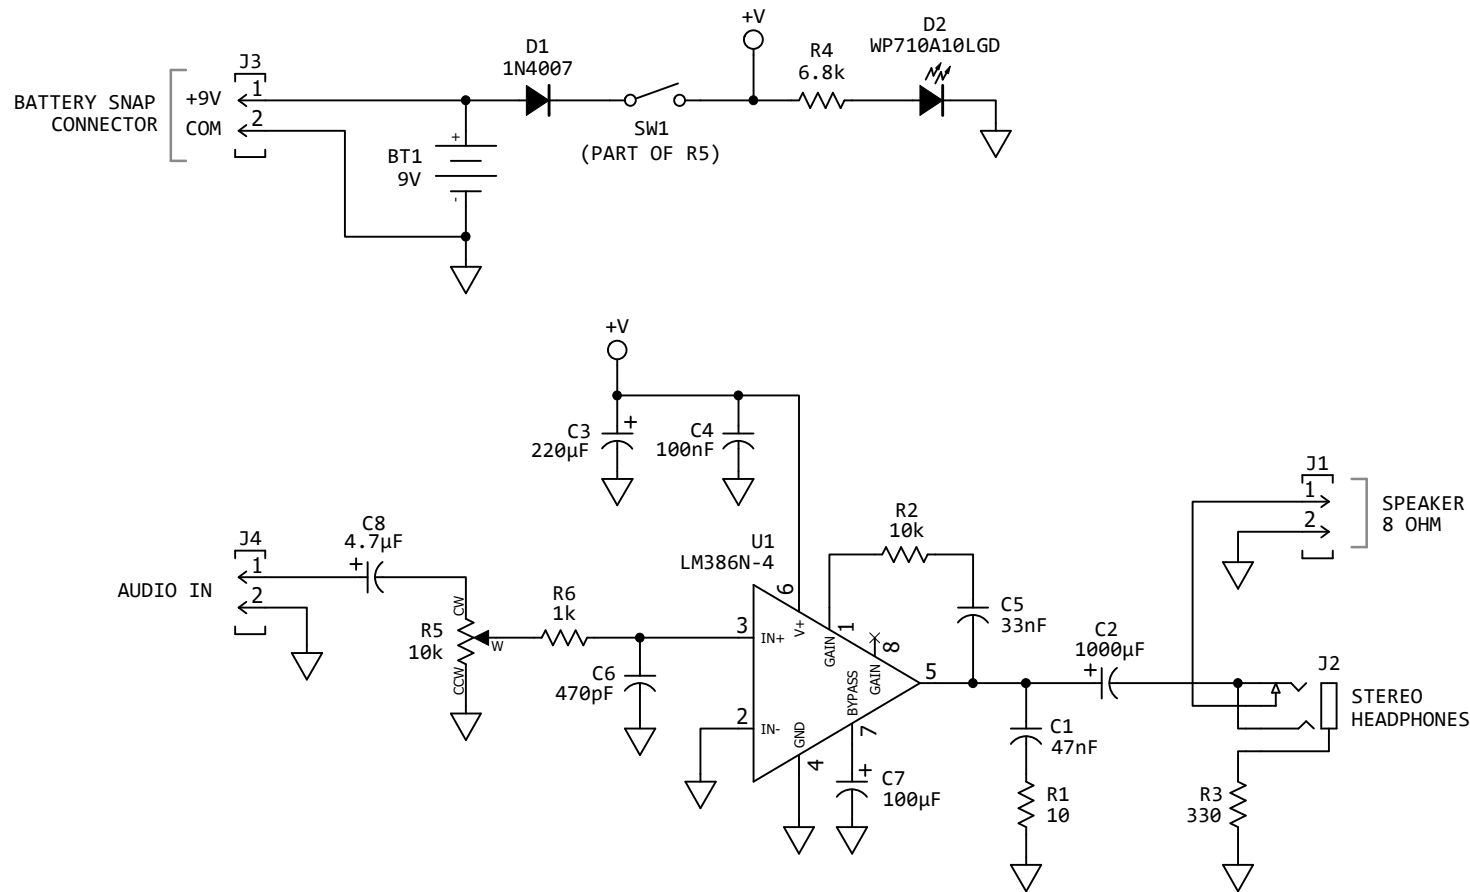 J3
BATTERY SNAP
CONNECTOR
+9V
COM
1
2
BT1
9V
+
-
D1
1N4007
SW1
(PART OF R5)
+V
R4
6.8k
D2
WP710A10LGD
+V
C3
220µF
+
C4
100nF
AUDIO IN
J4
1
2
C8
4.7µF
+
R5
10k
CW
W
CCW
R6
1k
C6
470pF
U1
LM386N-4
3
IN+
2
IN-
6
V+
1
GAIN
8
GAIN
BYPASS
7
GND
4
5
R2
10k
C5
33nF
C7
100µF
+
C1
47nF
R1
10
C2
1000µF
+
J1
1
2
SPEAKER
8 OHM
J2
STEREO
HEADPHONES
R3
330